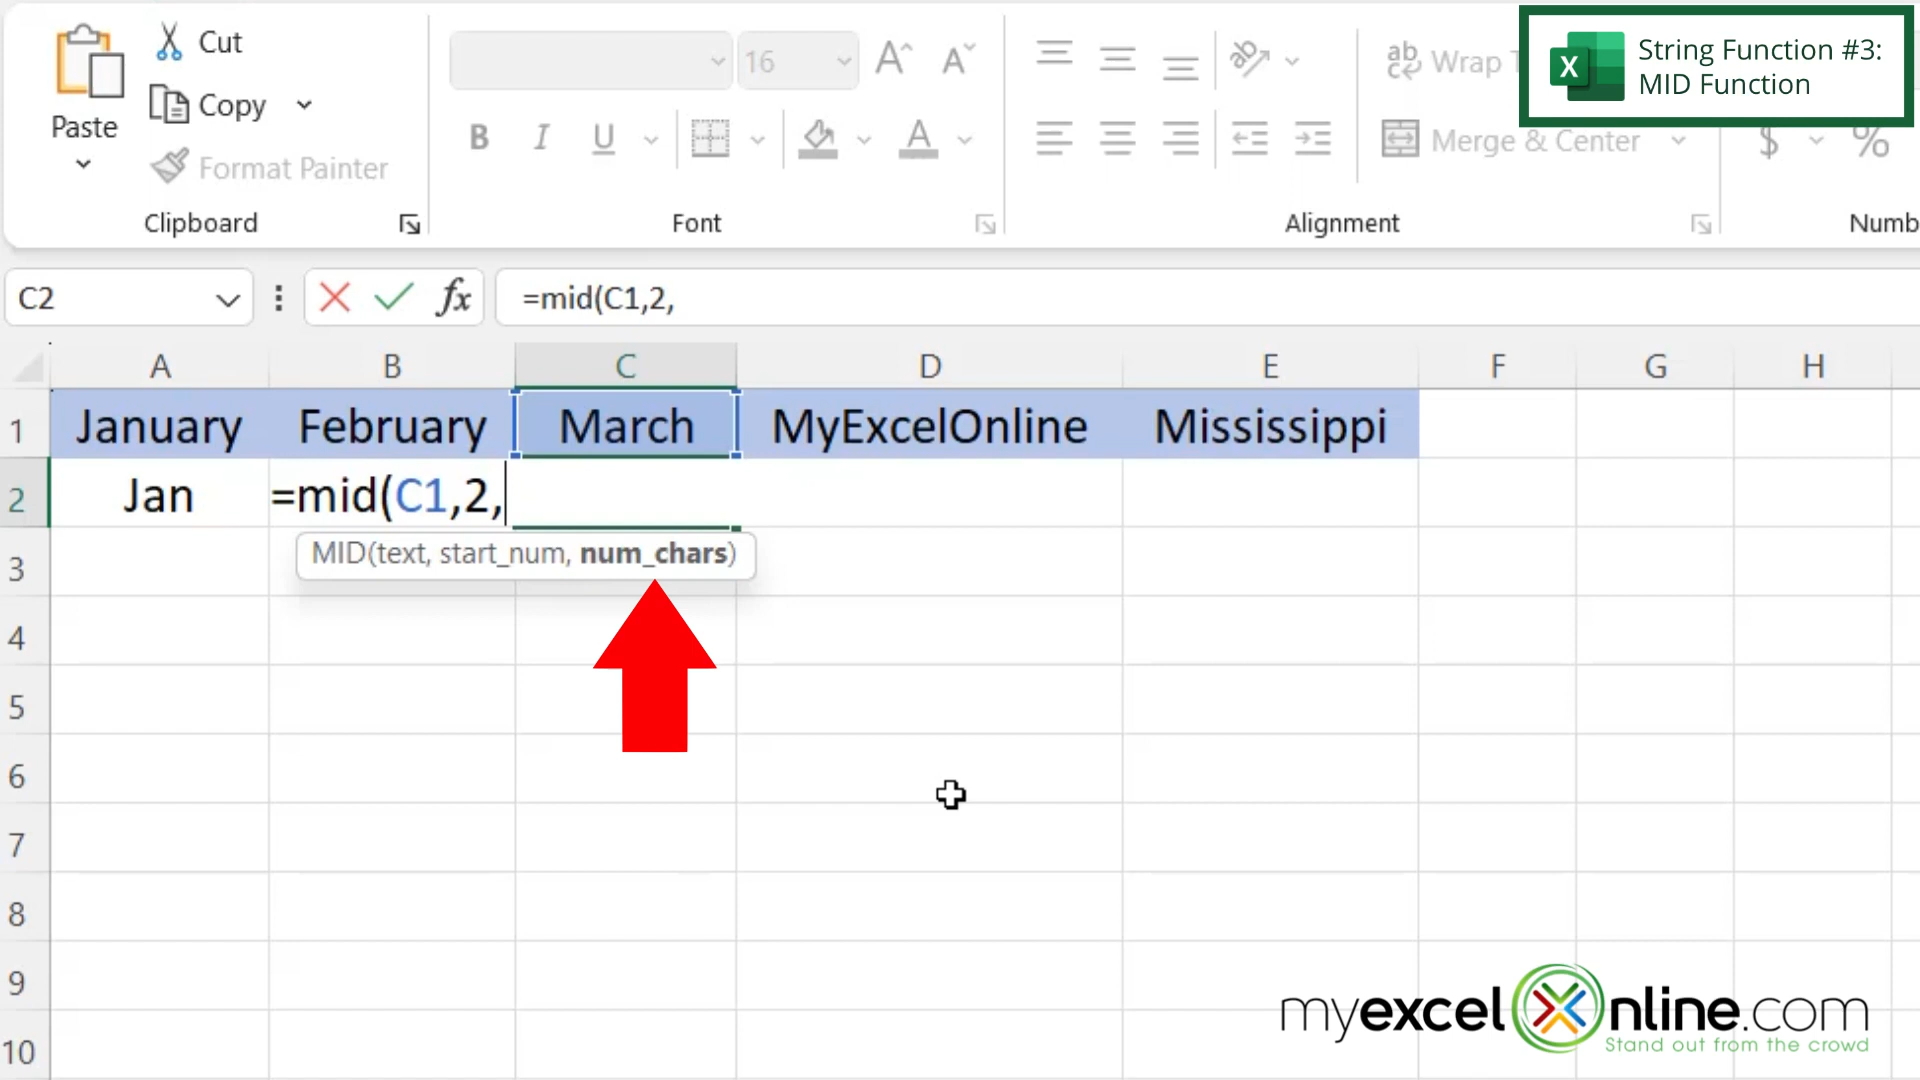 Cut
Copy
Paste
Format Painter
Clipboard
16
A A
B I U A
Font
ab Wrap T
Merge & Center
Alignment
$ %
Numb
X
String Function #3:
MID Function
C2
fx
=mid(C1,2,
A B C D E F G H
1 January February March MyExcelOnline Mississippi
2 Jan =mid(C1,2,
MID(text, start_num, num_chars)
3
4
5
6
7
8
9
10
myexcelOnline.com
Stand out from the crowd